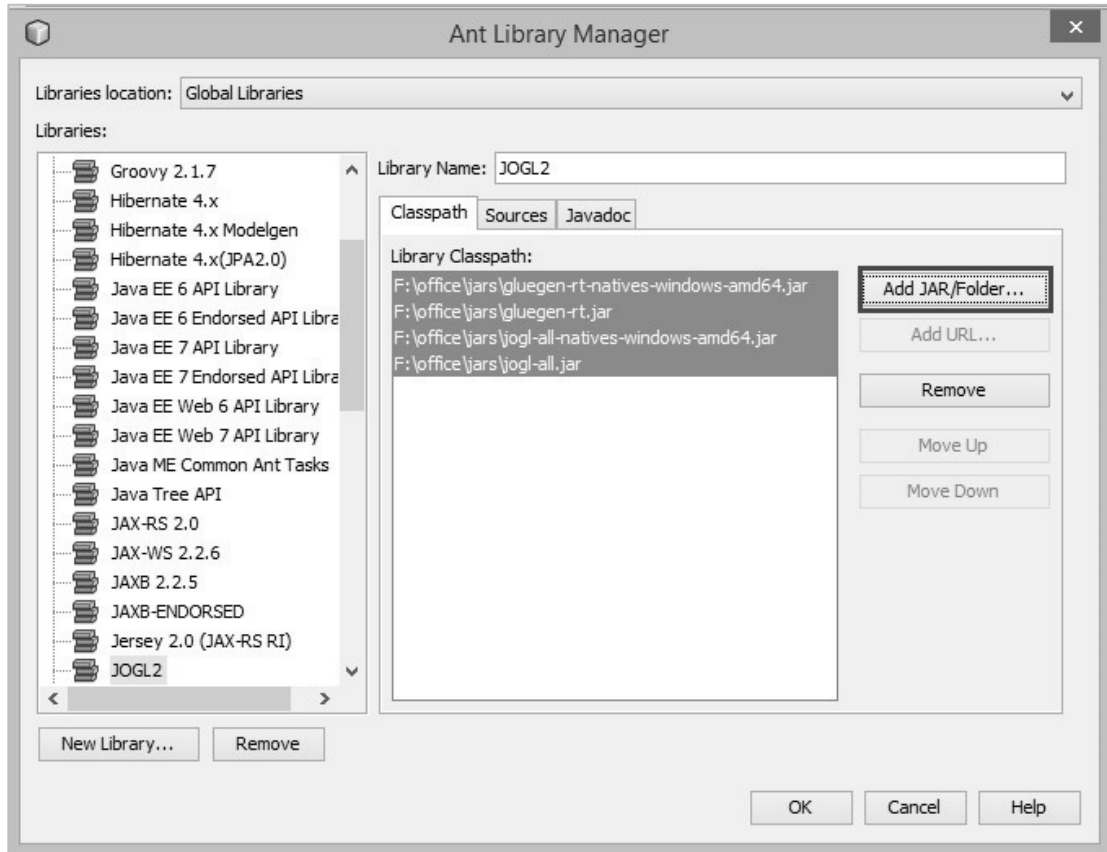 Ant Library Manager
Libraries location: Global Libraries
Libraries:
Groovy 2.1.7
Hibernate 4.x
Hibernate 4.x Modelgen
Hibernate 4.x(JPA2.0)
Java EE 6 API Library
Java EE 6 Endorsed API Libra
Java EE 7 API Library
Java EE 7 Endorsed API Libra
Java EE Web 6 API Library
Java EE Web 7 API Library
Java ME Common Ant Tasks
Java Tree API
JAX-RS 2.0
JAX-WS 2.2.6
JAXB 2.2.5
JAXB-ENDORSED
Jersey 2.0 (JAX-RS RI)
JOGL2
New Library... Remove
Library Name: JOGL2
Classpath Sources Javadoc
Library Classpath:
F:\office\jars\gluegen-rt-natives-windows-amd64.jar
F:\office\jars\gluegen-rt.jar
F:\office\jars\jogl-all-natives-windows-amd64.jar
F:\office\jars\jogl-all.jar
Add JAR/Folder...
Add URL...
Remove
Move Up
Move Down
OK Cancel Help